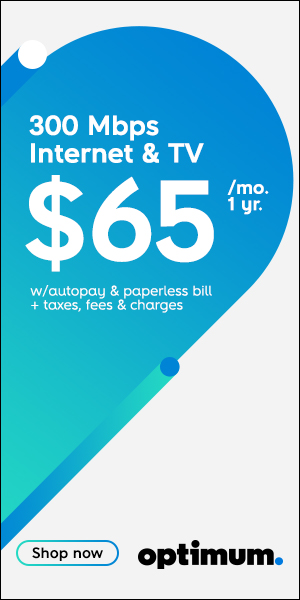 300 Mbps
Internet & TV
$65
/mo.
1 yr.
w/autopay & paperless bill
+ taxes, fees & charges
Shop now
optimum.